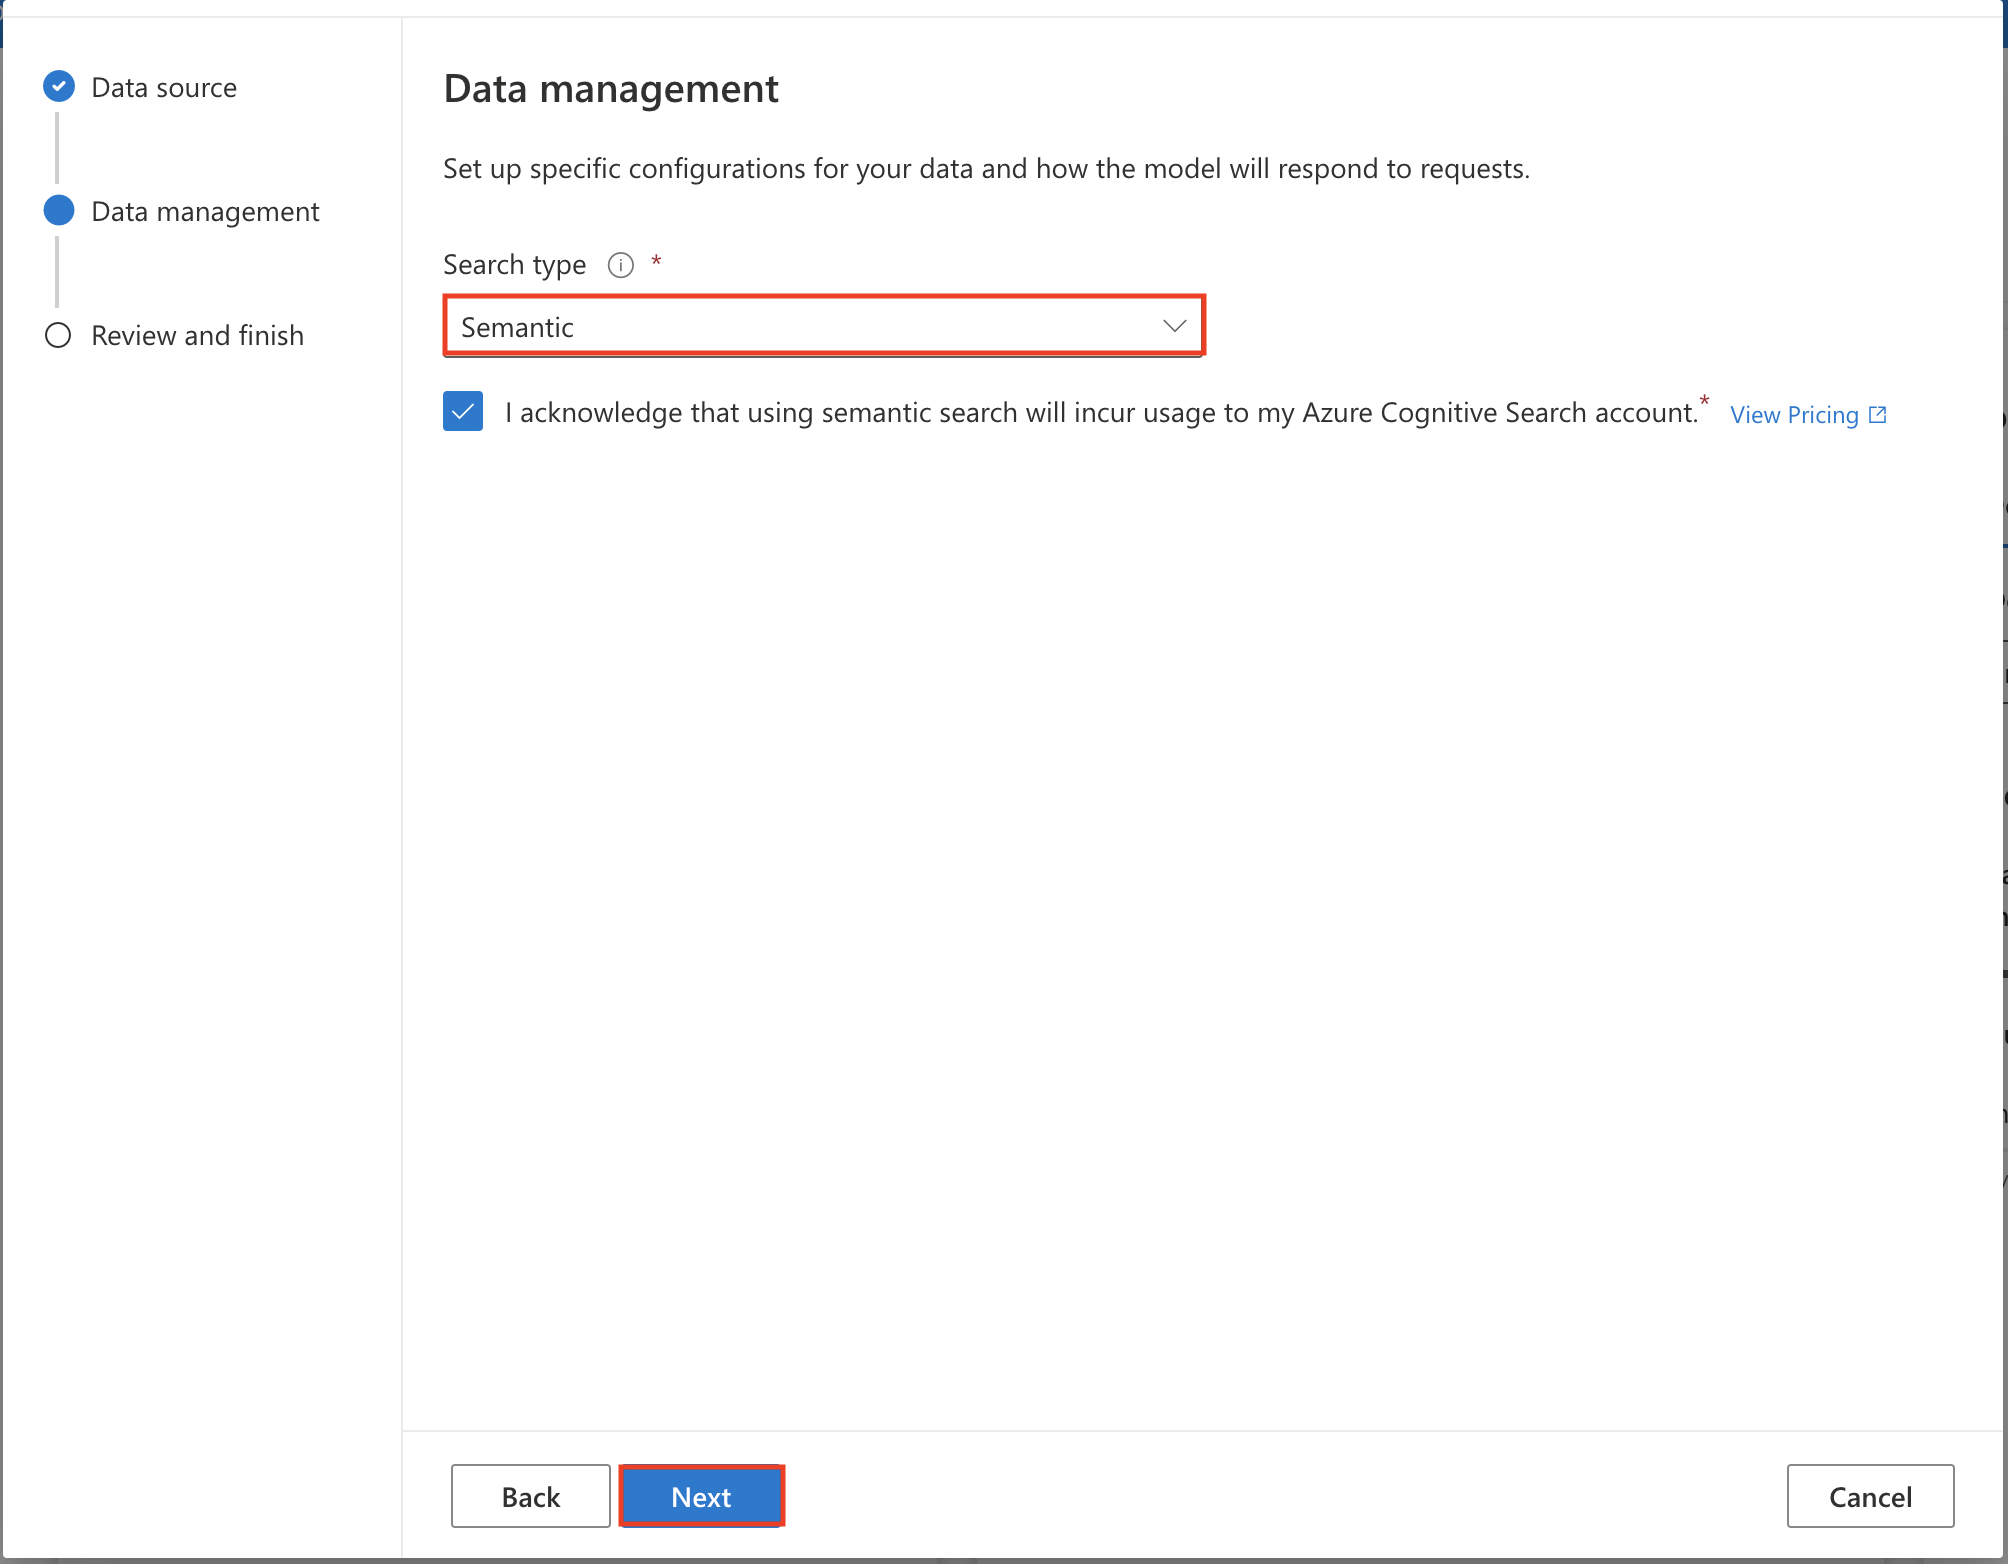 Data source
Data management
Review and finish
Data management
Set up specific configurations for your data and how the model will respond to requests.
Search type *
Semantic
I acknowledge that using semantic search will incur usage to my Azure Cognitive Search account.* View Pricing
Back
Next
Cancel